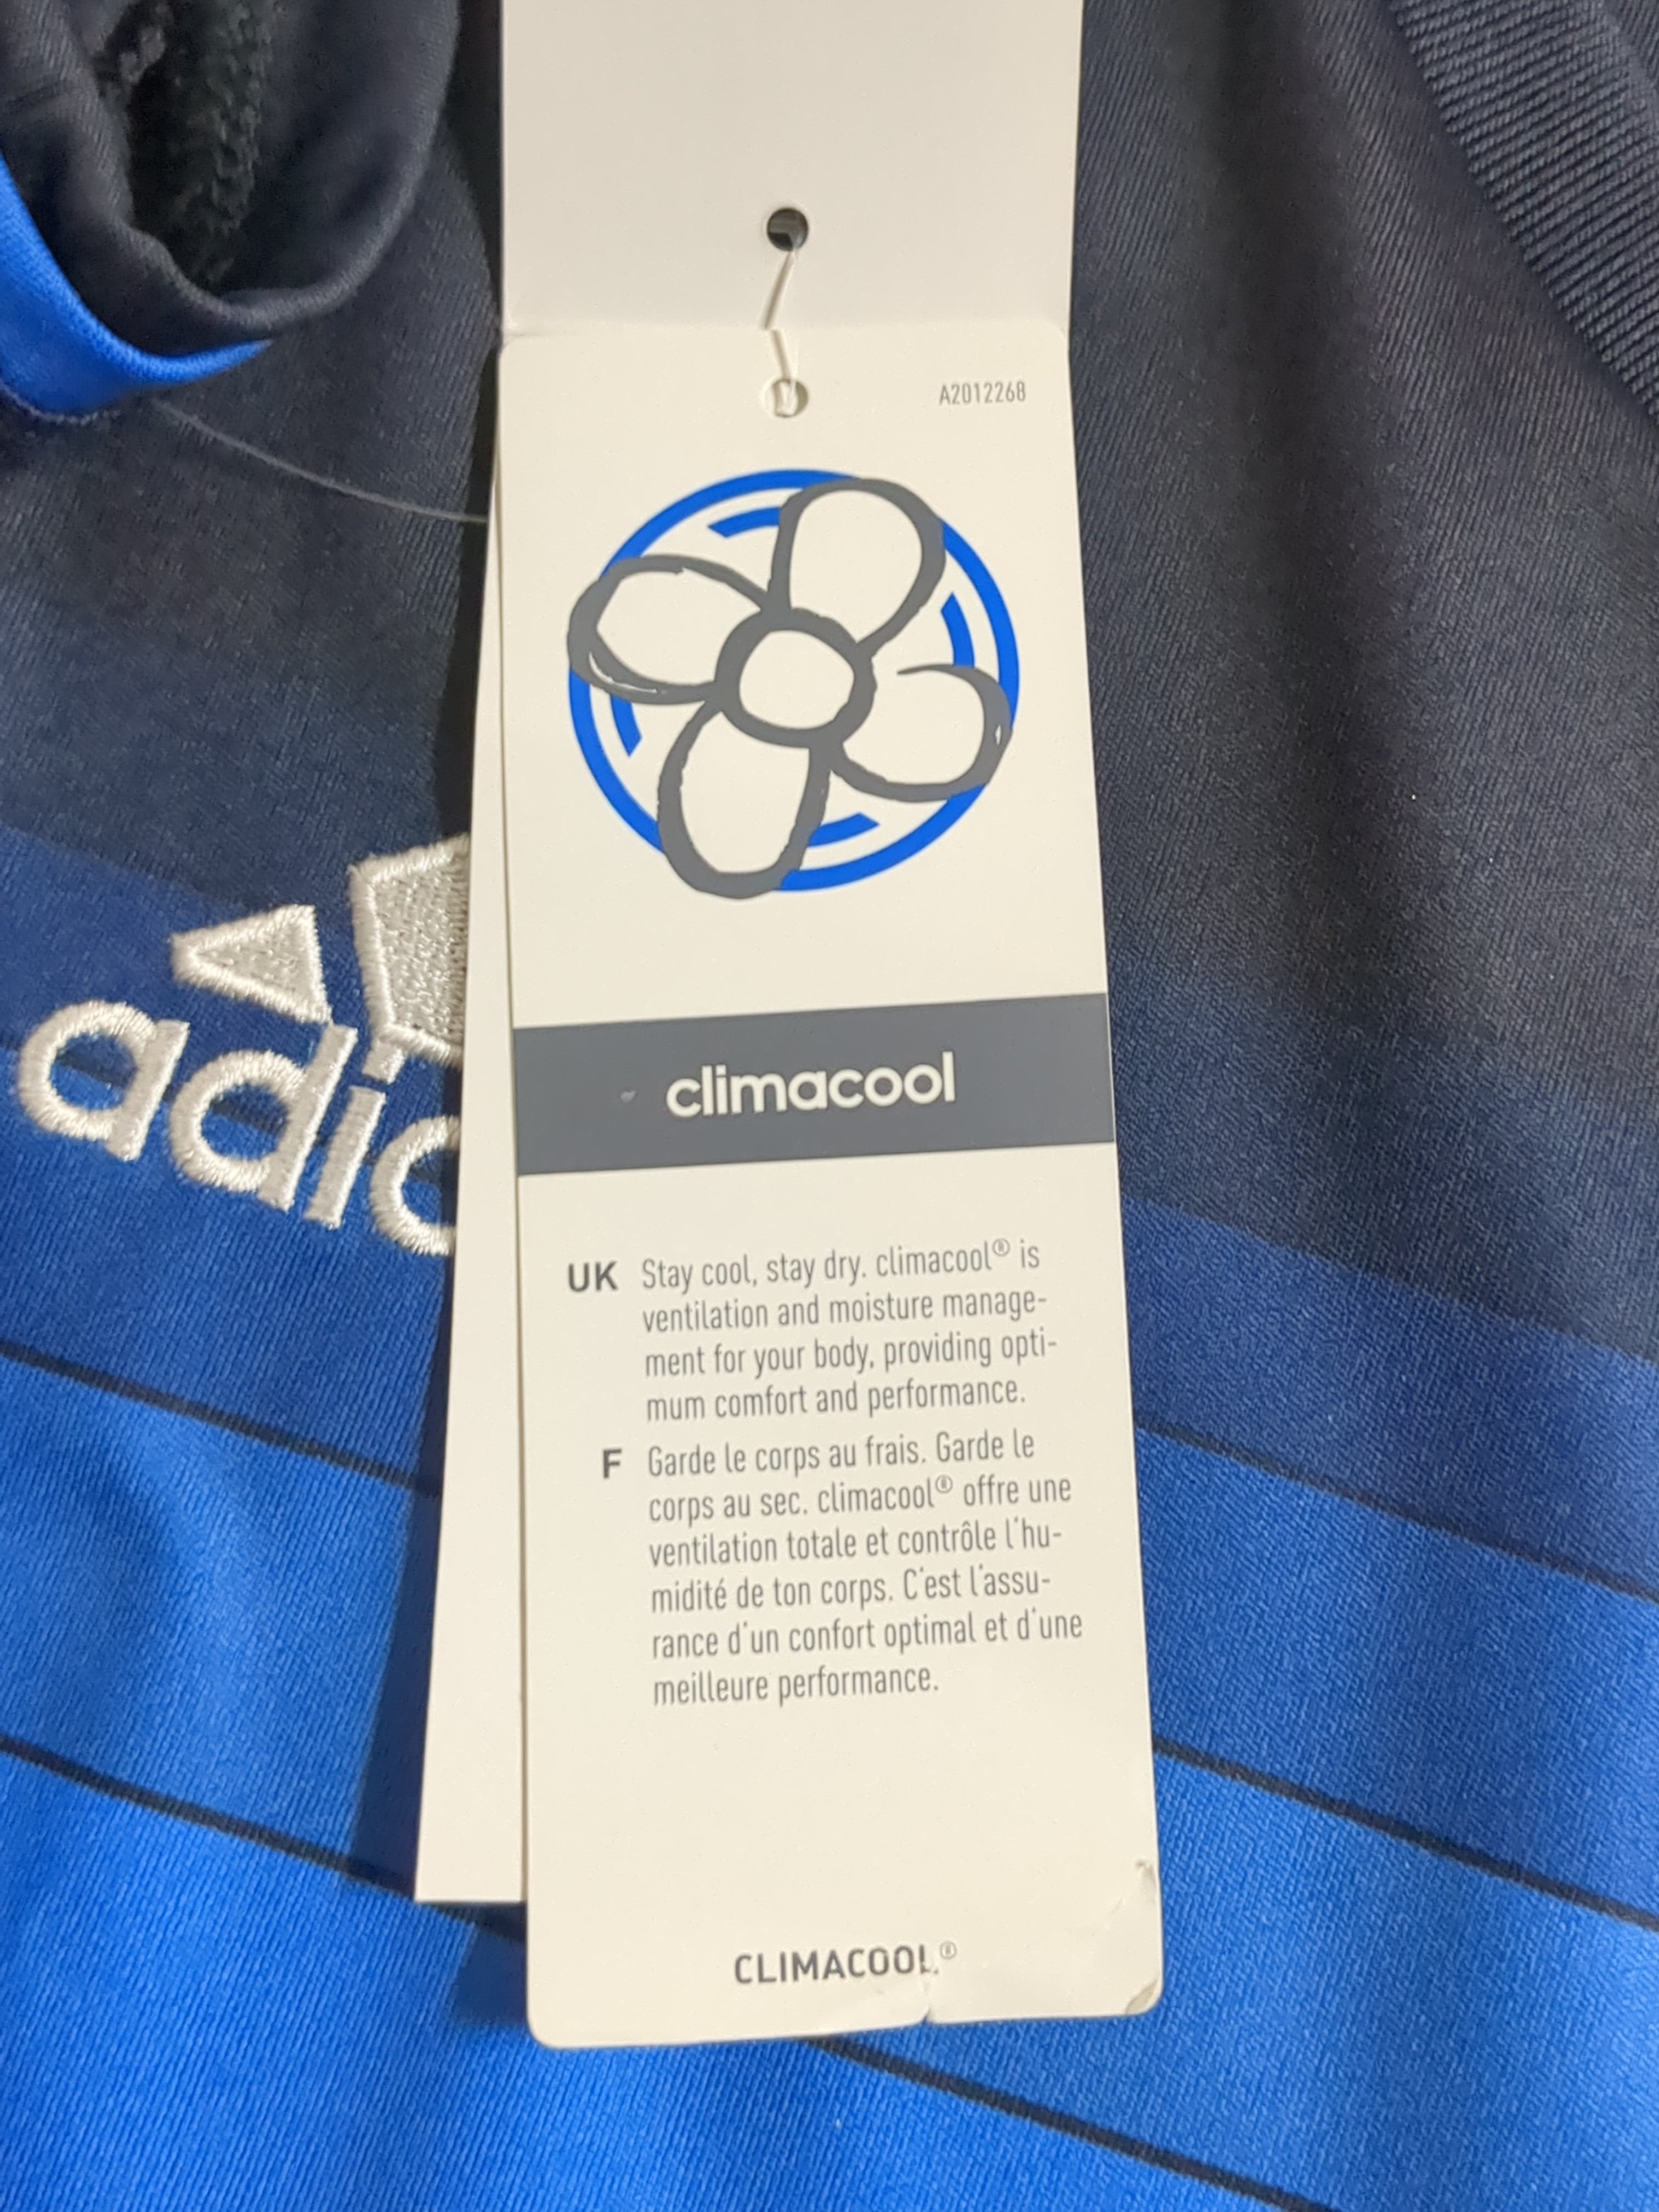 A2012268
adic
climacool
UK Stay cool, stay dry. climacool® is
ventilation and moisture manage-
ment for your body, providing opti-
mum comfort and performance.
F Garde le corps au frais. Garde le
corps au sec. climacool® offre une
ventilation totale et contrôle l'hu-
midité de ton corps. C'est l'assu-
rance d'un confort optimal et d'une
meilleure performance.
CLIMACOOL®